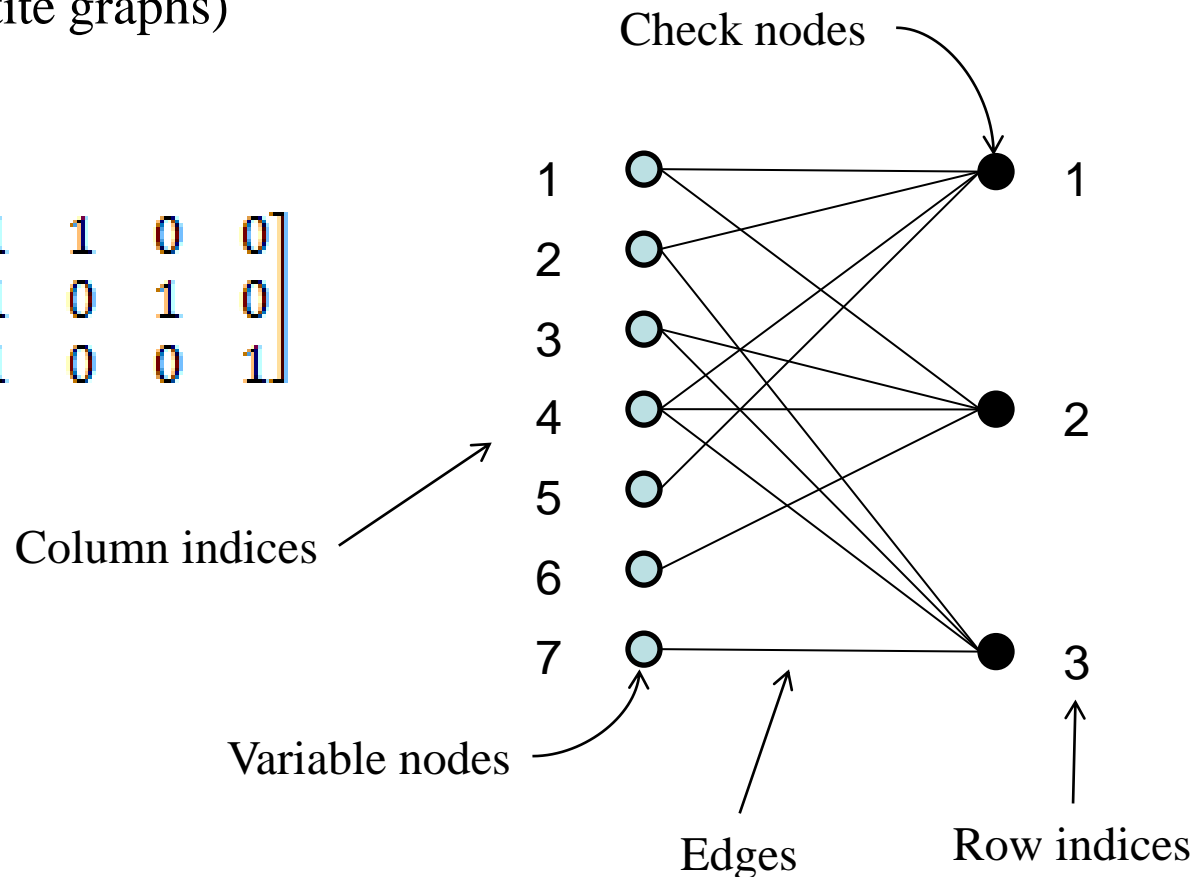 tite graphs)
Check nodes
1 1 0 0
1 0 1 0
1 0 0 1
1
2
3
4
5
6
7
1
2
3
Column indices
Variable nodes
Edges
Row indices